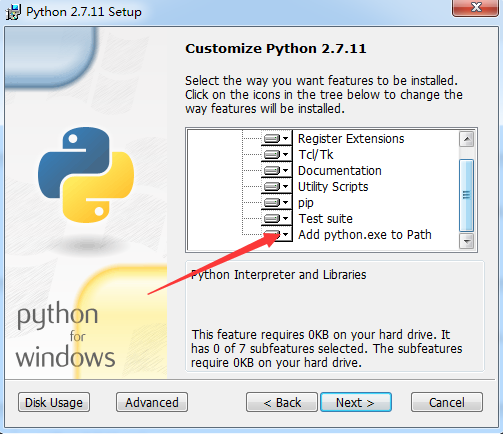 Python 2.7.11 Setup
Customize Python 2.7.11
Select the way you want features to be installed.
Click on the icons in the tree below to change the
way features will be installed.
Register Extensions
Tcl/Tk
Documentation
Utility Scripts
pip
Test suite
Add python.exe to Path
Python Interpreter and Libraries
This feature requires 0KB on your hard drive. It
has 0 of 7 subfeatures selected. The subfeatures
require 0KB on your hard drive.
python
for
windows
Disk Usage
Advanced
< Back
Next >
Cancel